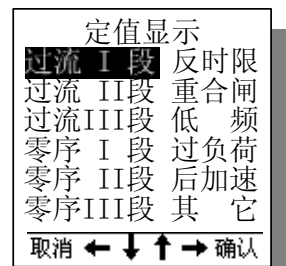 定值显示
过流 I 段 反时限
过流 II段 重合闸
过流III段 低 频
零序 I 段 过负荷
零序 II段 后加速
零序III段 其 它
取消 ← ↓ ↑ → 确认